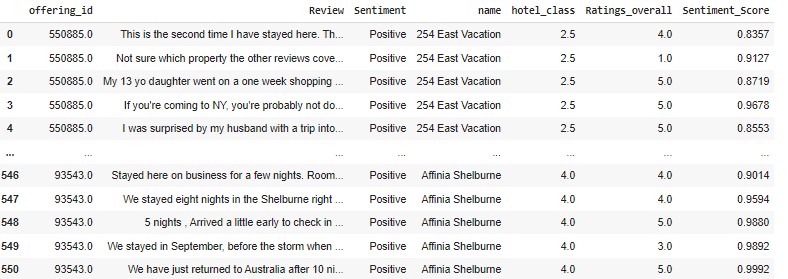 offering_id Review Sentiment name hotel_class Ratings_overall Sentiment_Score
0 550885.0 This is the second time I have stayed here. Th... Positive 254 East Vacation 2.5 4.0 0.8357
1 550885.0 Not sure which property the other reviews cove... Positive 254 East Vacation 2.5 1.0 0.9127
2 550885.0 My 13 yo daughter went on a one week shopping ... Positive 254 East Vacation 2.5 5.0 0.8719
3 550885.0 If you're coming to NY, you're probably not do... Positive 254 East Vacation 2.5 5.0 0.9678
4 550885.0 I was surprised by my husband with a trip into... Positive 254 East Vacation 2.5 5.0 0.8553
... ... ... ... ... ... ... ...
546 93543.0 Stayed here on business for a few nights. Room... Positive Affinia Shelburne 4.0 4.0 0.9014
547 93543.0 We stayed eight nights in the Shelburne right ... Positive Affinia Shelburne 4.0 4.0 0.9594
548 93543.0 5 nights , Arrived a little early to check in ... Positive Affinia Shelburne 4.0 5.0 0.9880
549 93543.0 We stayed in September, before the storm when ... Positive Affinia Shelburne 4.0 3.0 0.9892
550 93543.0 We have just returned to Australia after 10 ni... Positive Affinia Shelburne 4.0 5.0 0.9992